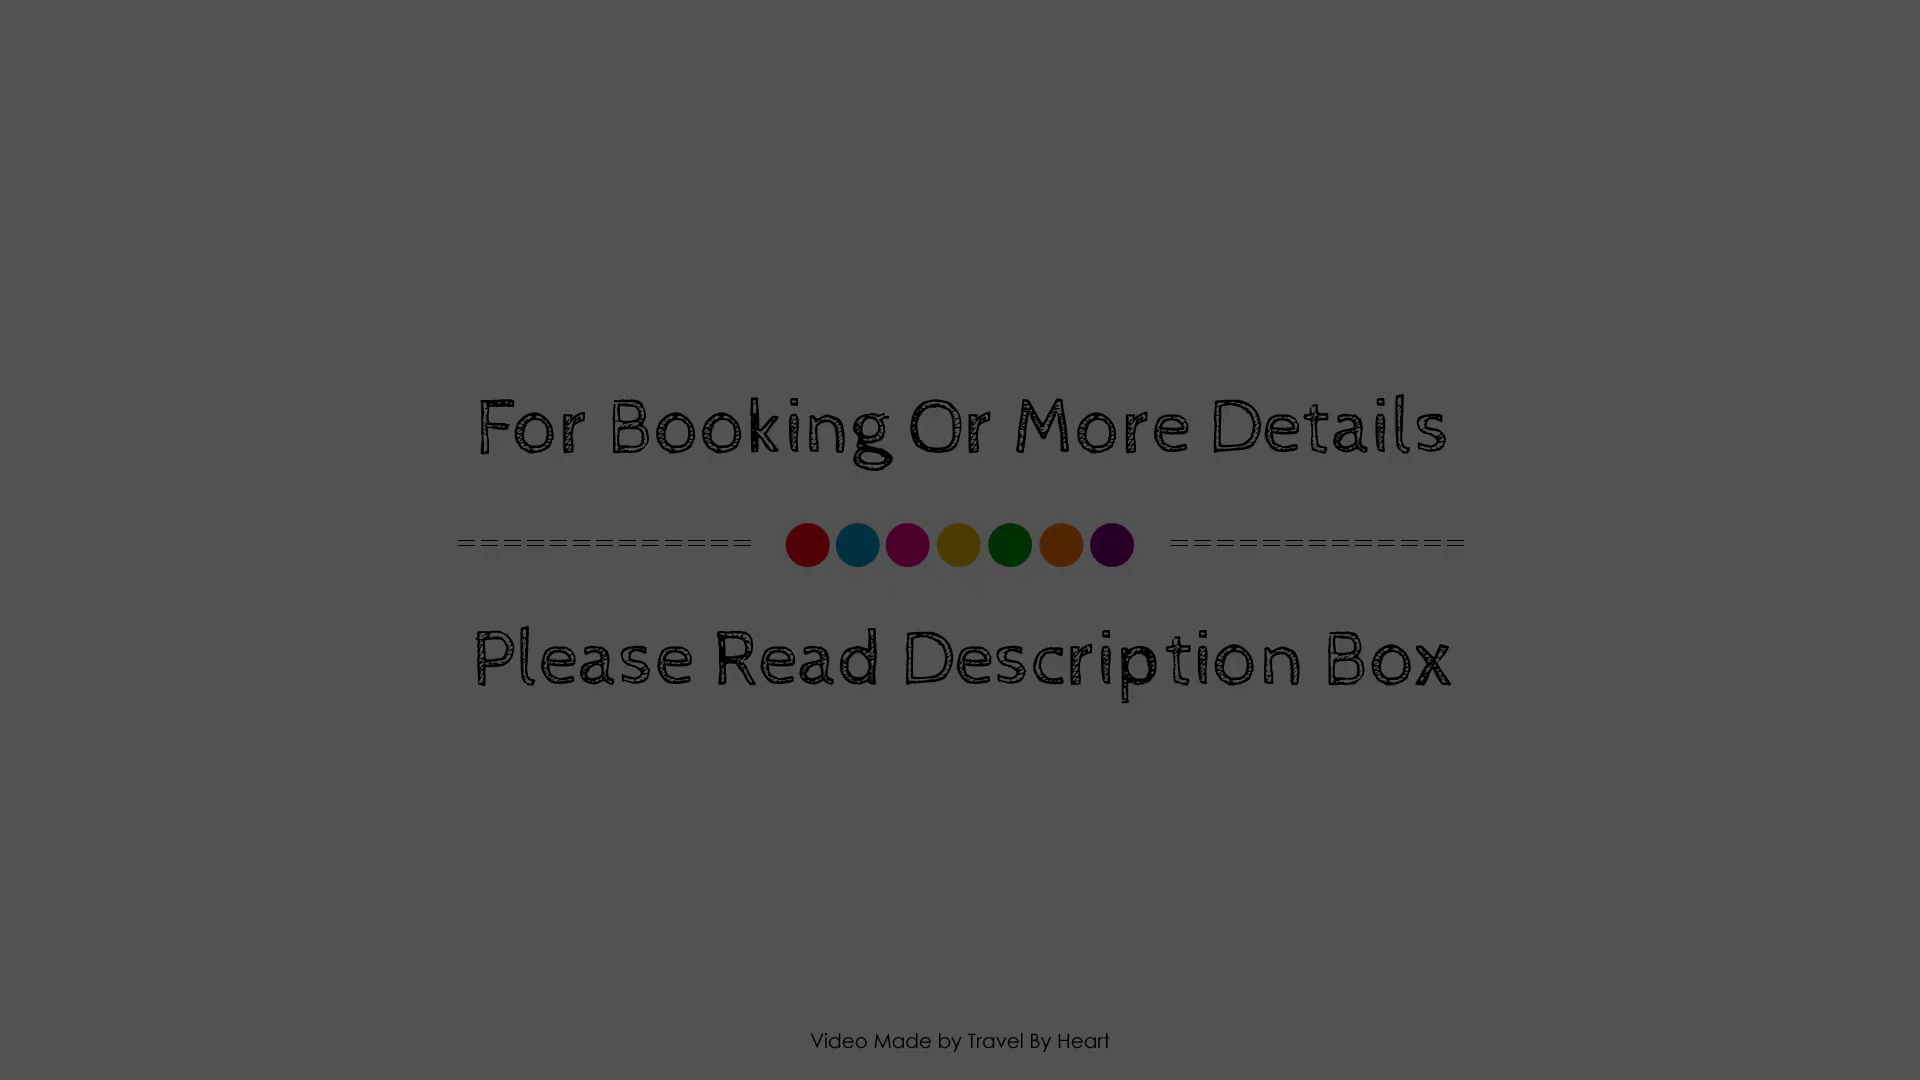 For Booking Or More Details
============= =============
Please Read Description Box
Video Made by Travel By Heart